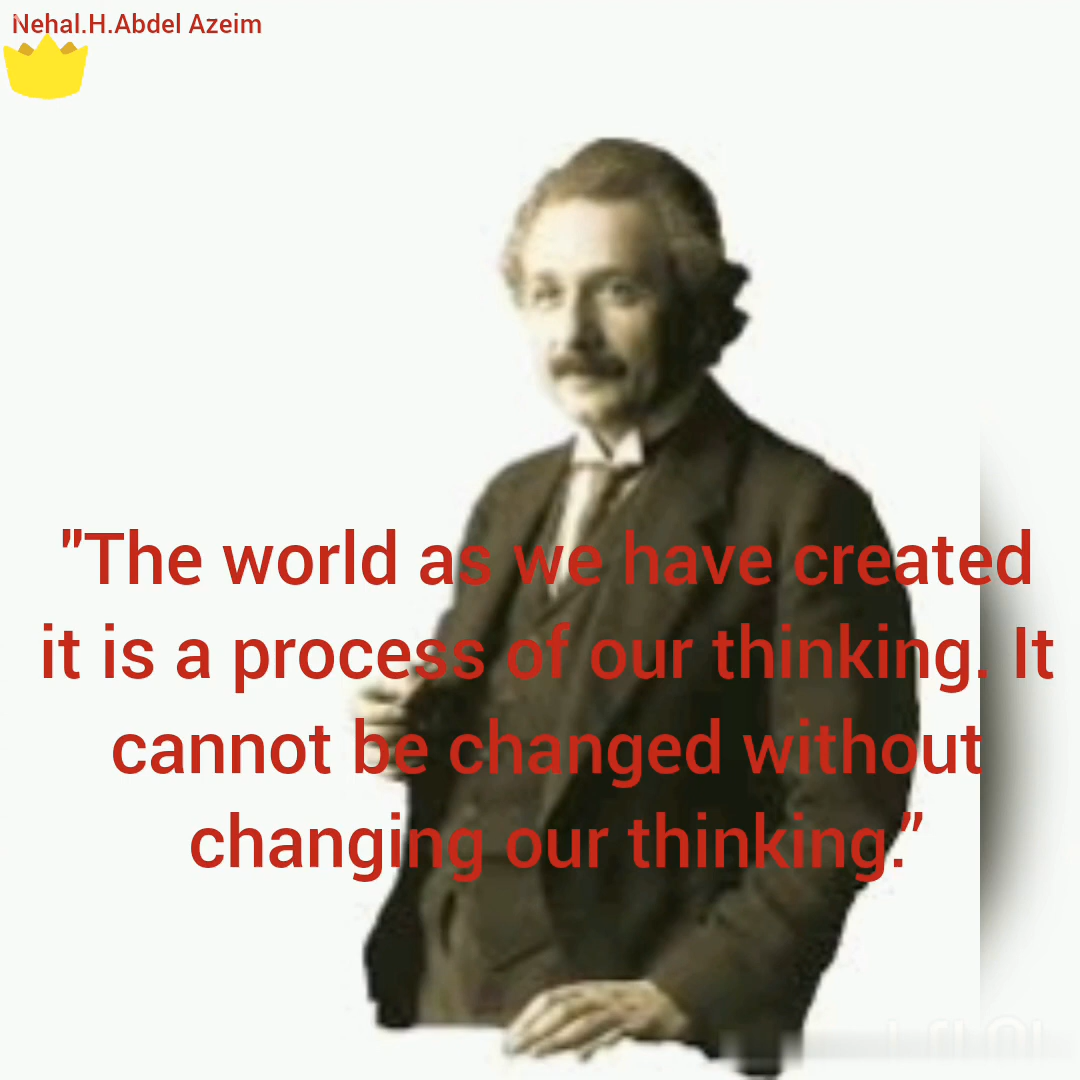 Nehal.H.Abdel Azeim
"The world as we have created
it is a process of our thinking. It
cannot be changed without
changing our thinking.”